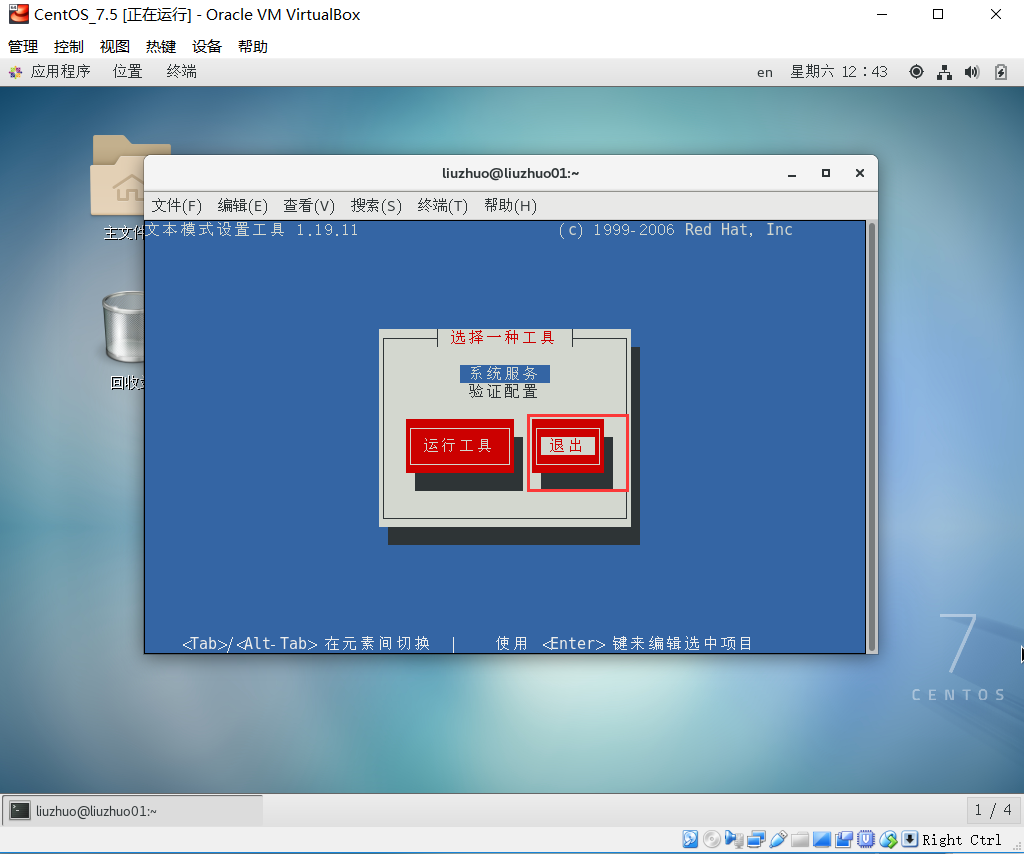 CentOS_7.5 [正在运行] - Oracle VM VirtualBox
管理 控制 视图 热键 设备 帮助
应用程序 位置 终端 en 星期六 12:43
liuzhuo@liuzhuo01:~
文件(F) 编辑(E) 查看(V) 搜索(S) 终端(T) 帮助(H)
主文件
文本模式设置工具 1.19.11 (c) 1999-2006 Red Hat, Inc
选择一种工具
系统服务
回收
验证配置
运行工具 退出
<Tab>/<Alt-Tab> 在元素间切换 | 使用 <Enter> 键来编辑选中项目
7
CENTOS
liuzhuo@liuzhuo01:~ 1 / 4
Right Ctrl